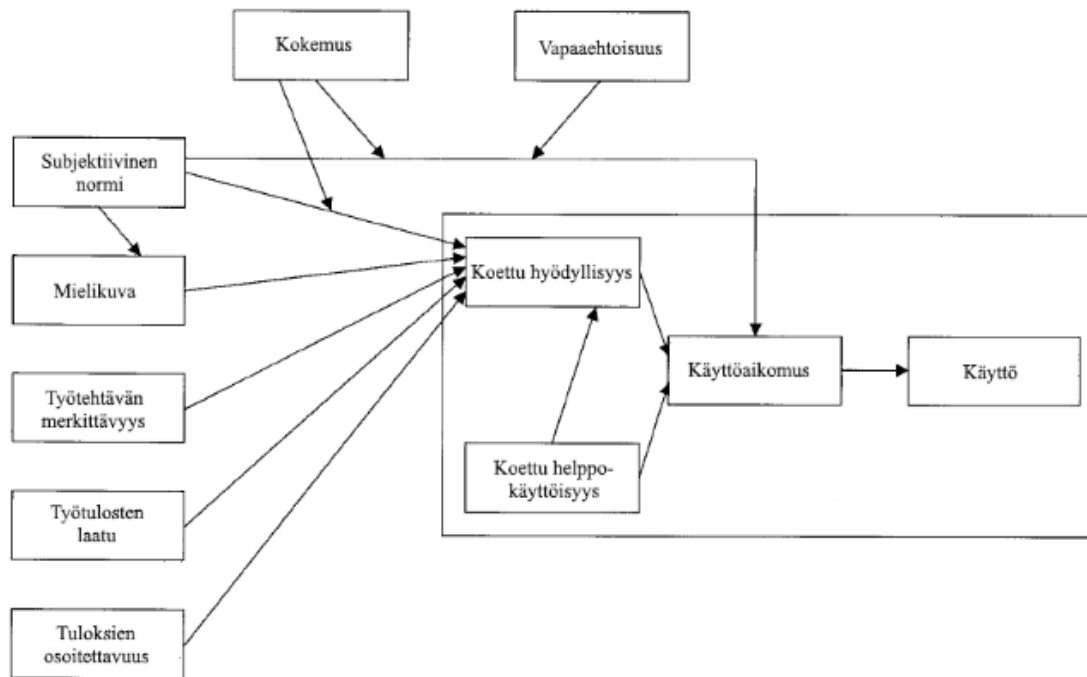 Kokemus
Vapaaehtoisuus
Subjektiivinen
normi
Mielikuva
Koettu hyödyllisyys
Käyttöaikomus
Käyttö
Työtehtävän
merkittävyys
Koettu helppo-
käyttöisyys
Työtulosten
laatu
Tuloksien
osoitettavuus